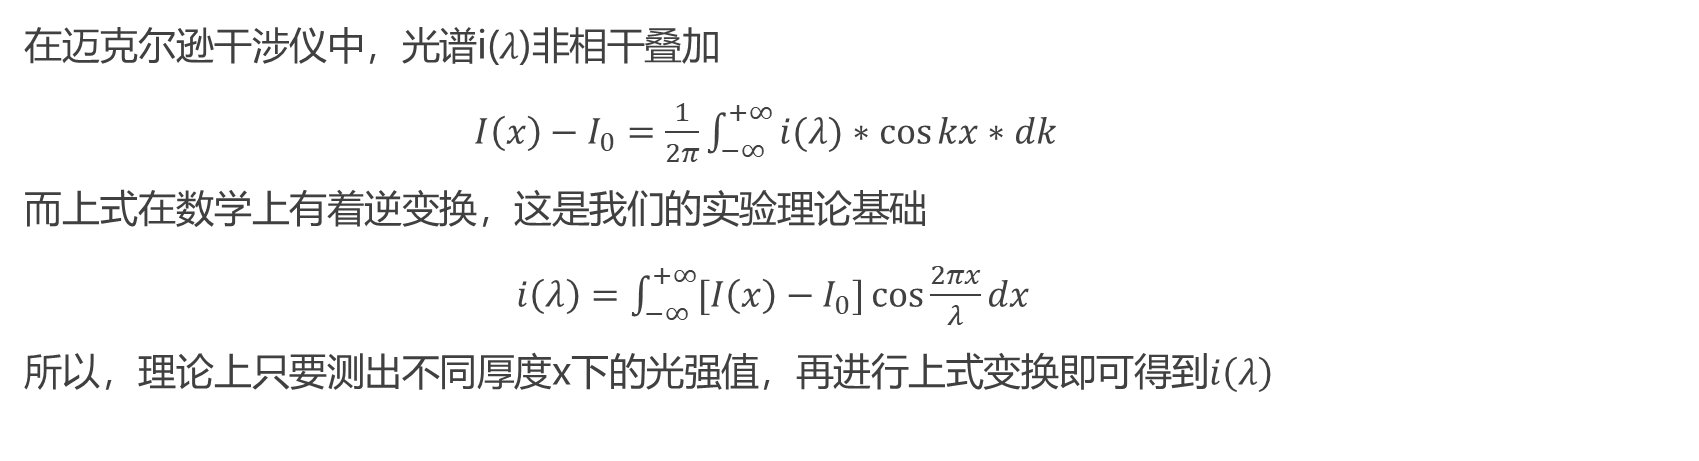 在迈克尔逊干涉仪中，光谱i(λ)非相干叠加
I(x) − I₀ = \frac{1}{2π} ∫_{−∞}^{+∞} i(λ) * cos kx * dk
而上式在数学上有着逆变换，这是我们的实验理论基础
i(λ) = ∫_{−∞}^{+∞} [I(x) − I₀] cos \frac{2πx}{λ} dx
所以，理论上只要测出不同厚度x下的光强值，再进行上式变换即可得到i(λ)